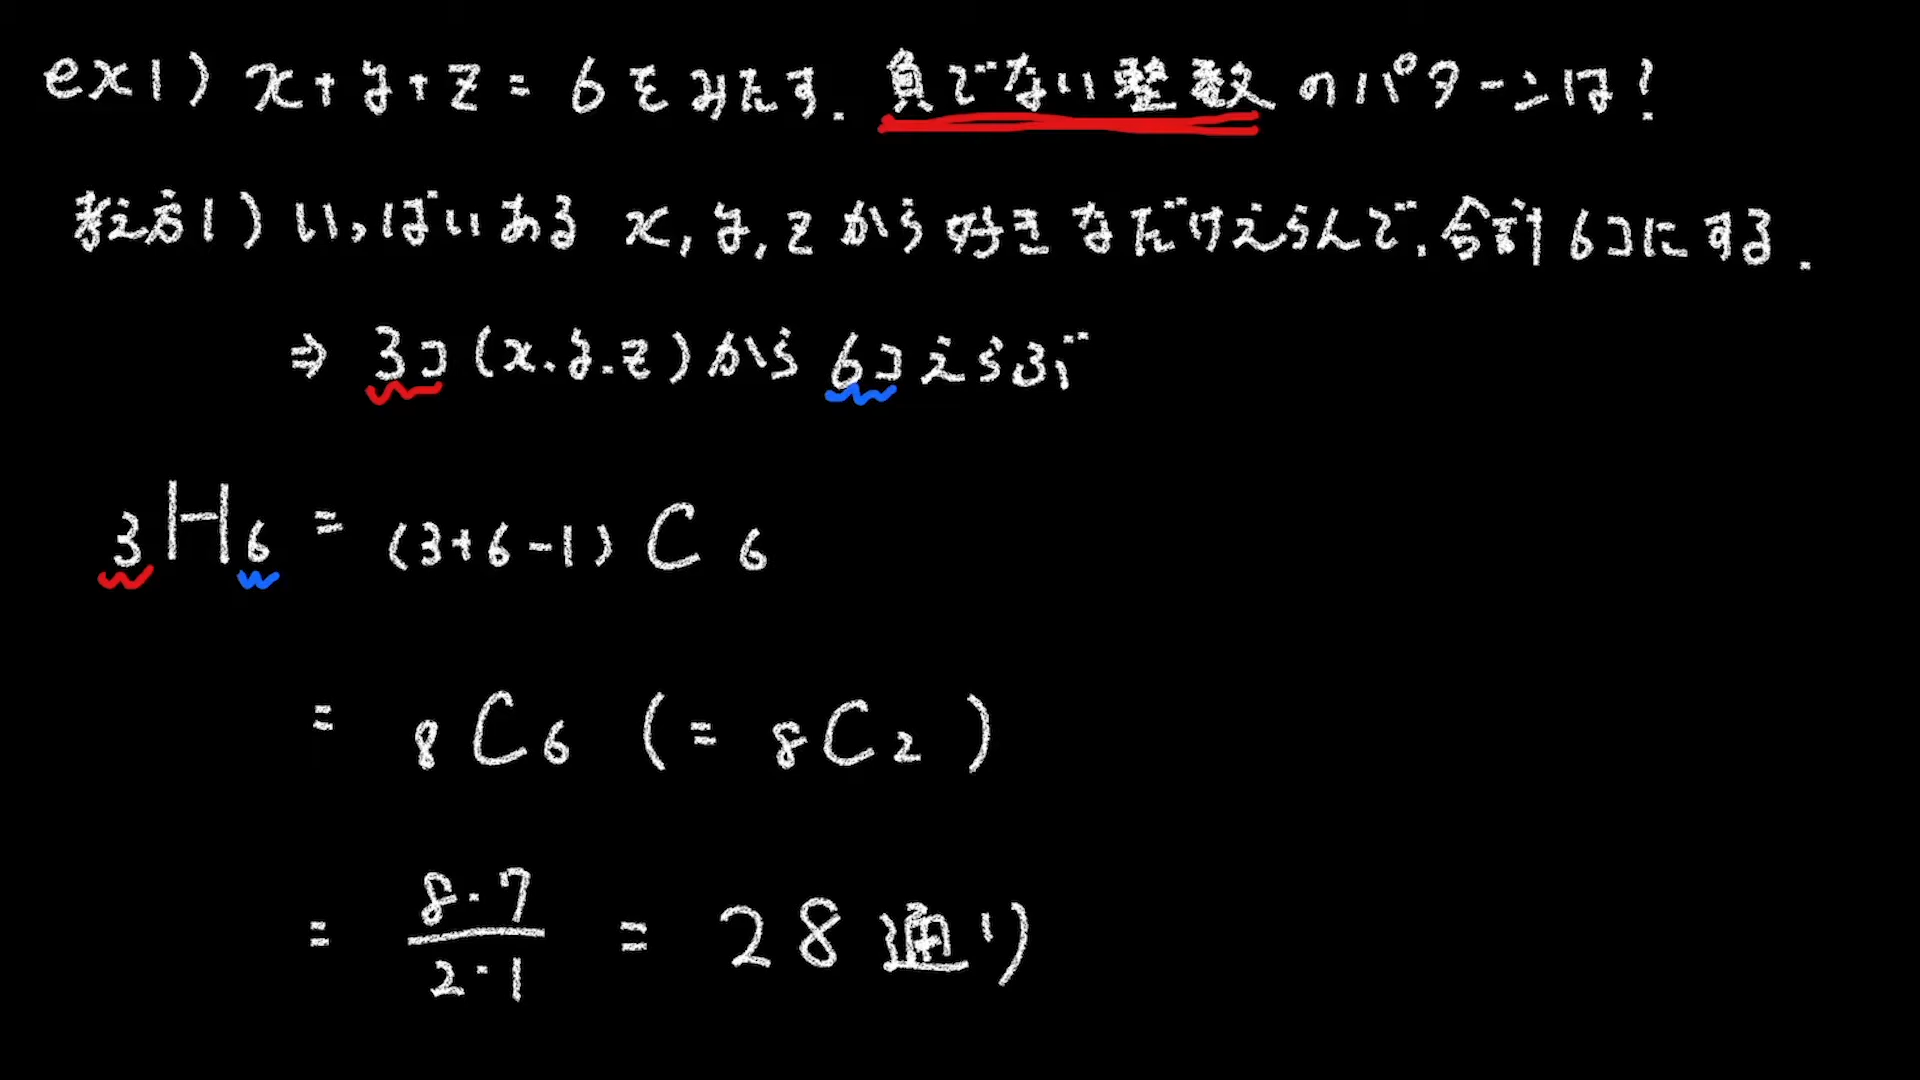 ex1) x+y+z=6をみたす.負でない整数のパターンは?
考え方1) いっぱいある x,y,zから好きなだけえらんで,合計6コにする.
⇒ 3コ(x.y.z)から6コえらぶ
₃H₆ = ₍₃₊₆₋₁₎C₆
= ₈C₆ (= ₈C₂)
= 8·7/2·1 = 28通り